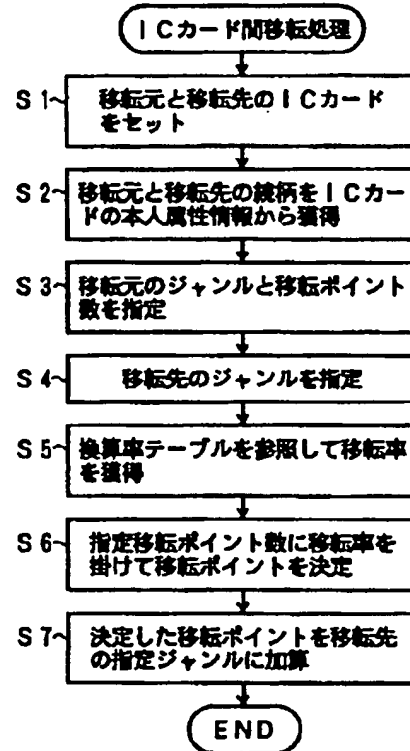 ICカード間移転処理
S1 移転元と移転先のICカード
をセット
S2 移転元と移転先の銘柄をICカー
ドの本人属性情報から獲得
S3 移転元のジャンルと移転ポイント
数を指定
S4 移転先のジャンルを指定
S5 換算率テーブルを参照して移転率
を獲得
S6 指定移転ポイント数に移転率を
掛けて移転ポイントを決定
S7 決定した移転ポイントを移転先
の指定ジャンルに加算
END